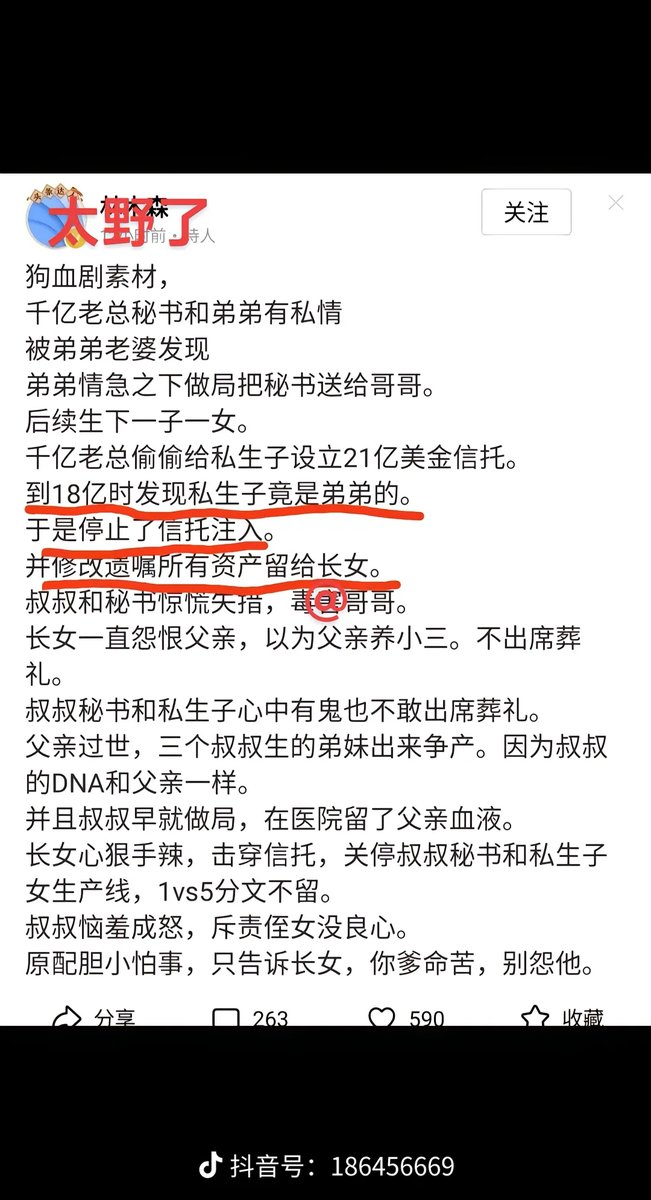 太野了
森
小时前·诗人
关注
狗血剧素材，
千亿老总秘书和弟弟有私情
被弟弟老婆发现
弟弟情急之下做局把秘书送给哥哥。
后续生下一子一女。
千亿老总偷偷给私生子设立21亿美金信托。
到18亿时发现私生子竟是弟弟的。
于是停止了信托注入。
并修改遗嘱所有资产留给长女。
叔叔和秘书惊慌失措，毒害哥哥。
@
长女一直怨恨父亲，以为父亲养小三。不出席葬
礼。
叔叔秘书和私生子心中有鬼也不敢出席葬礼。
父亲过世，三个叔叔生的弟妹出来争产。因为叔叔
的DNA和父亲一样。
并且叔叔早就做局，在医院留了父亲血液。
长女心狠手辣，击穿信托，关停叔叔秘书和私生子
女生产线，1vs5分文不留。
叔叔恼羞成怒，斥责侄女没良心。
原配胆小怕事，只告诉长女，你爹命苦，别怨他。
分享
263
590
收藏
抖音号：186456669